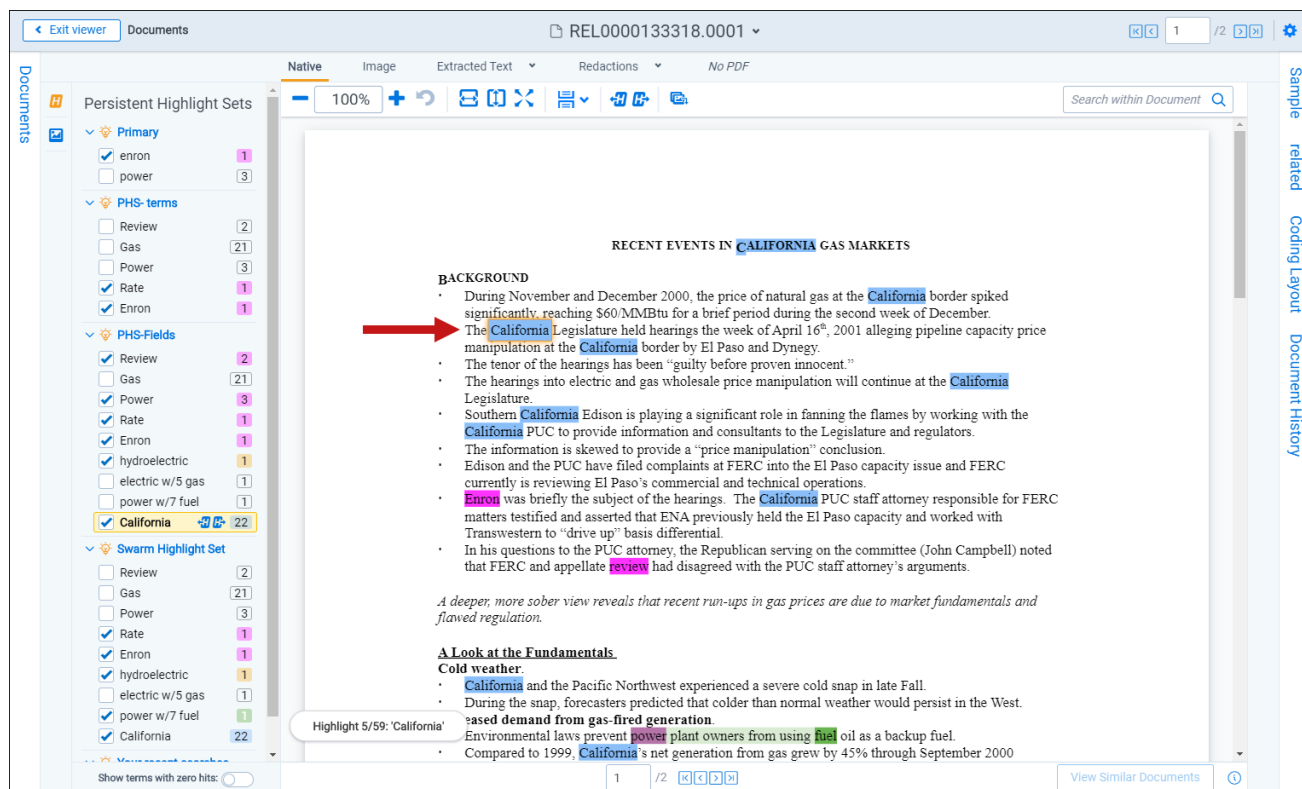 Exit viewer Documents REL0000133318.0001 1 /2
Documents
Native Image Extracted Text Redactions No PDF
100% Search within Document
Persistent Highlight Sets
Primary
enron 1
power 3
PHS- terms
Review 2
Gas 21
Power 3
Rate 1
Enron 1
PHS-Fields
Review 2
Gas 21
Power 3
Rate 1
Enron 1
hydroelectric 1
electric w/5 gas 1
power w/7 fuel 1
California 22
Swarm Highlight Set
Review 2
Gas 21
Power 3
Rate 1
Enron 1
hydroelectric 1
electric w/5 gas 1
power w/7 fuel 1
California 22
Your recent searches
Show terms with zero hits:
RECENT EVENTS IN CALIFORNIA GAS MARKETS
BACKGROUND
· During November and December 2000, the price of natural gas at the California border spiked
significantly, reaching $60/MMBtu for a brief period during the second week of December.
· The California Legislature held hearings the week of April 16th, 2001 alleging pipeline capacity price
manipulation at the California border by El Paso and Dynegy.
· The tenor of the hearings has been “guilty before proven innocent.”
· The hearings into electric and gas wholesale price manipulation will continue at the California
Legislature.
· Southern California Edison is playing a significant role in fanning the flames by working with the
California PUC to provide information and consultants to the Legislature and regulators.
· The information is skewed to provide a “price manipulation” conclusion.
· Edison and the PUC have filed complaints at FERC into the El Paso capacity issue and FERC
currently is reviewing El Paso’s commercial and technical operations.
· Enron was briefly the subject of the hearings. The California PUC staff attorney responsible for FERC
matters testified and asserted that ENA previously held the El Paso capacity and worked with
Transwestern to “drive up” basis differential.
· In his questions to the PUC attorney, the Republican serving on the committee (John Campbell) noted
that FERC and appellate review had disagreed with the PUC staff attorney’s arguments.
A deeper, more sober view reveals that recent run-ups in gas prices are due to market fundamentals and
flawed regulation.
A Look at the Fundamentals
Cold weather.
· California and the Pacific Northwest experienced a severe cold snap in late Fall.
· During the snap, forecasters predicted that colder than normal weather would persist in the West.
eased demand from gas-fired generation.
Environmental laws prevent power plant owners from using fuel oil as a backup fuel.
· Compared to 1999, California’s net generation from gas grew by 45% through September 2000
Highlight 5/59: 'California'
1 /2
View Similar Documents
Sample
related
Coding Layout
Document History